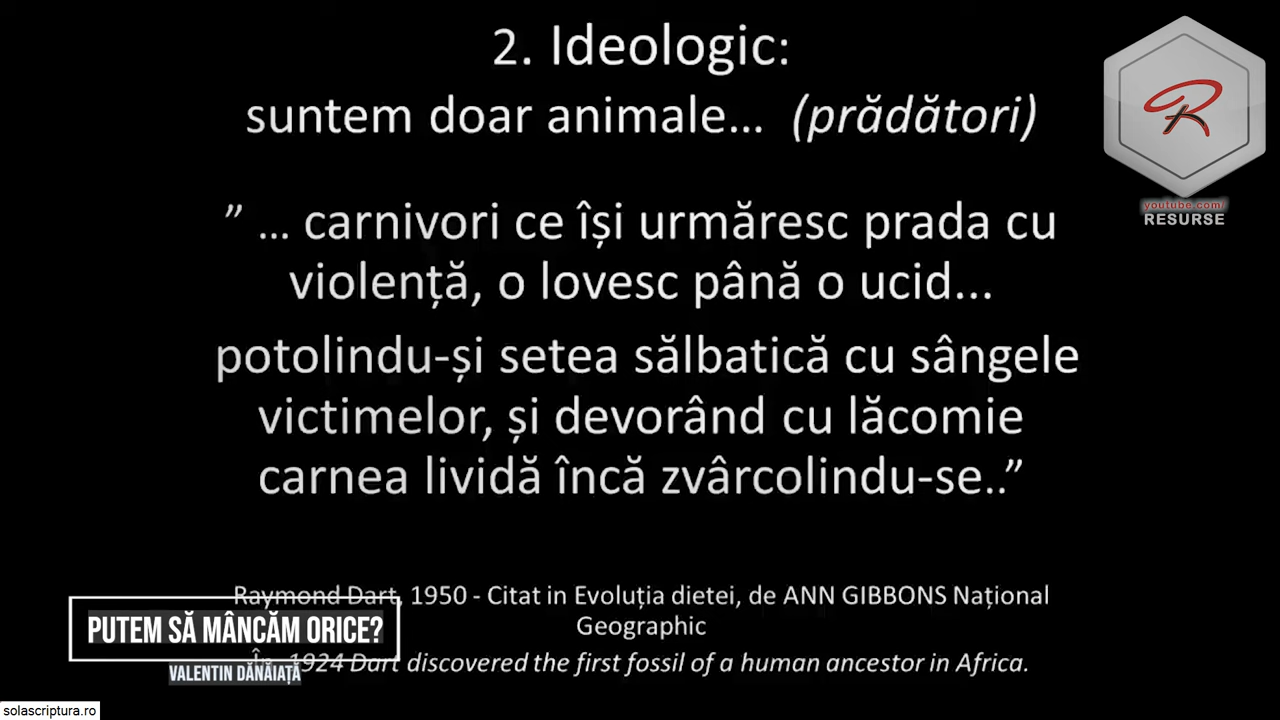 2. Ideologic:
suntem doar animale... (prădători)
” ... carnivori ce își urmăresc prada cu
violență, o lovesc până o ucid...
potolindu-și setea sălbatică cu sângele
victimelor, și devorând cu lăcomie
carnea lividă încă zvârcolindu-se..”
Raymond Dart, 1950 - Citat in Evoluția dietei, de ANN GIBBONS Național
Geographic
În 1924 Dart discovered the first fossil of a human ancestor in Africa.
PUTEM SĂ MÂNCĂM ORICE?
VALENTIN DĂNĂIAȚĂ
solascriptura.ro
R
youtube.com/
RESURSE